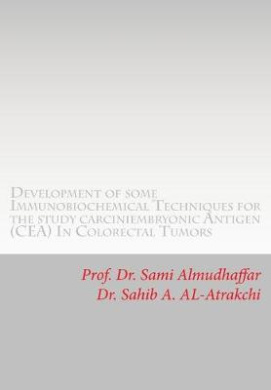 Development of some
Immunobiochemical Techniques for
the study carciniembryonic Antigen
(CEA) In Colorectal Tumors
Prof. Dr. Sami Almudhaffar
Dr. Sahib A. AL-Atrakchi